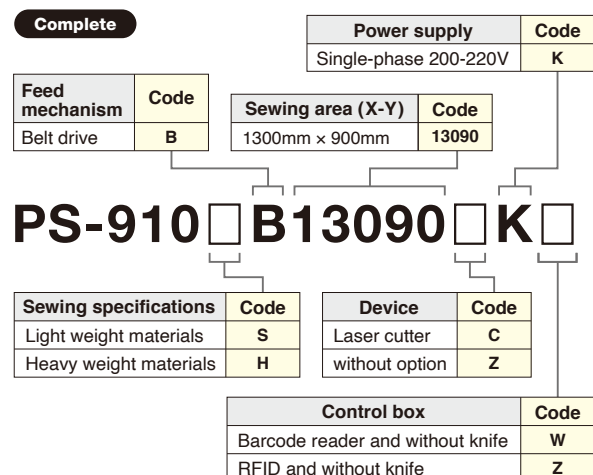 Complete
Power supply Code
Single-phase 200-220V K
Feed mechanism Code
Belt drive B
Sewing area (X-Y) Code
1300mm × 900mm 13090
PS-910□B13090□K□
Sewing specifications Code
Light weight materials S
Heavy weight materials H
Device Code
Laser cutter C
without option Z
Control box Code
Barcode reader and without knife W
RFID and without knife Z